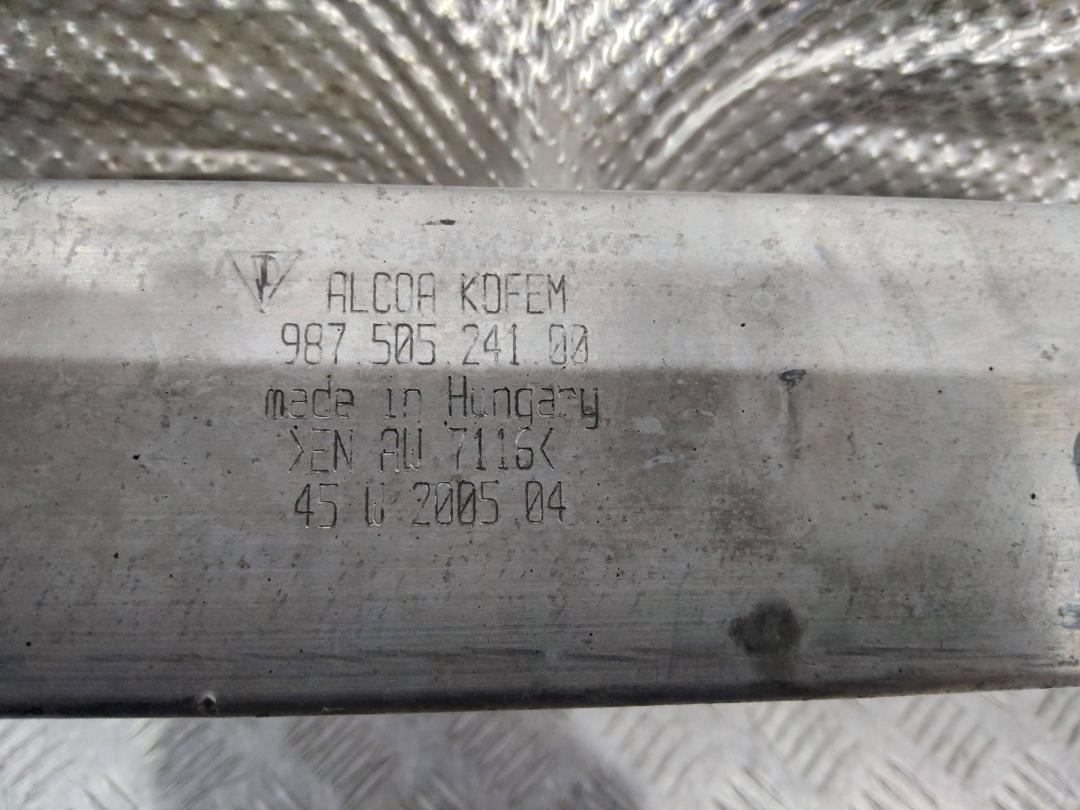 ALCOA KOFEM
987.505.241.00
made in Hungary
>EN AW 7116<
45 W 2005 04